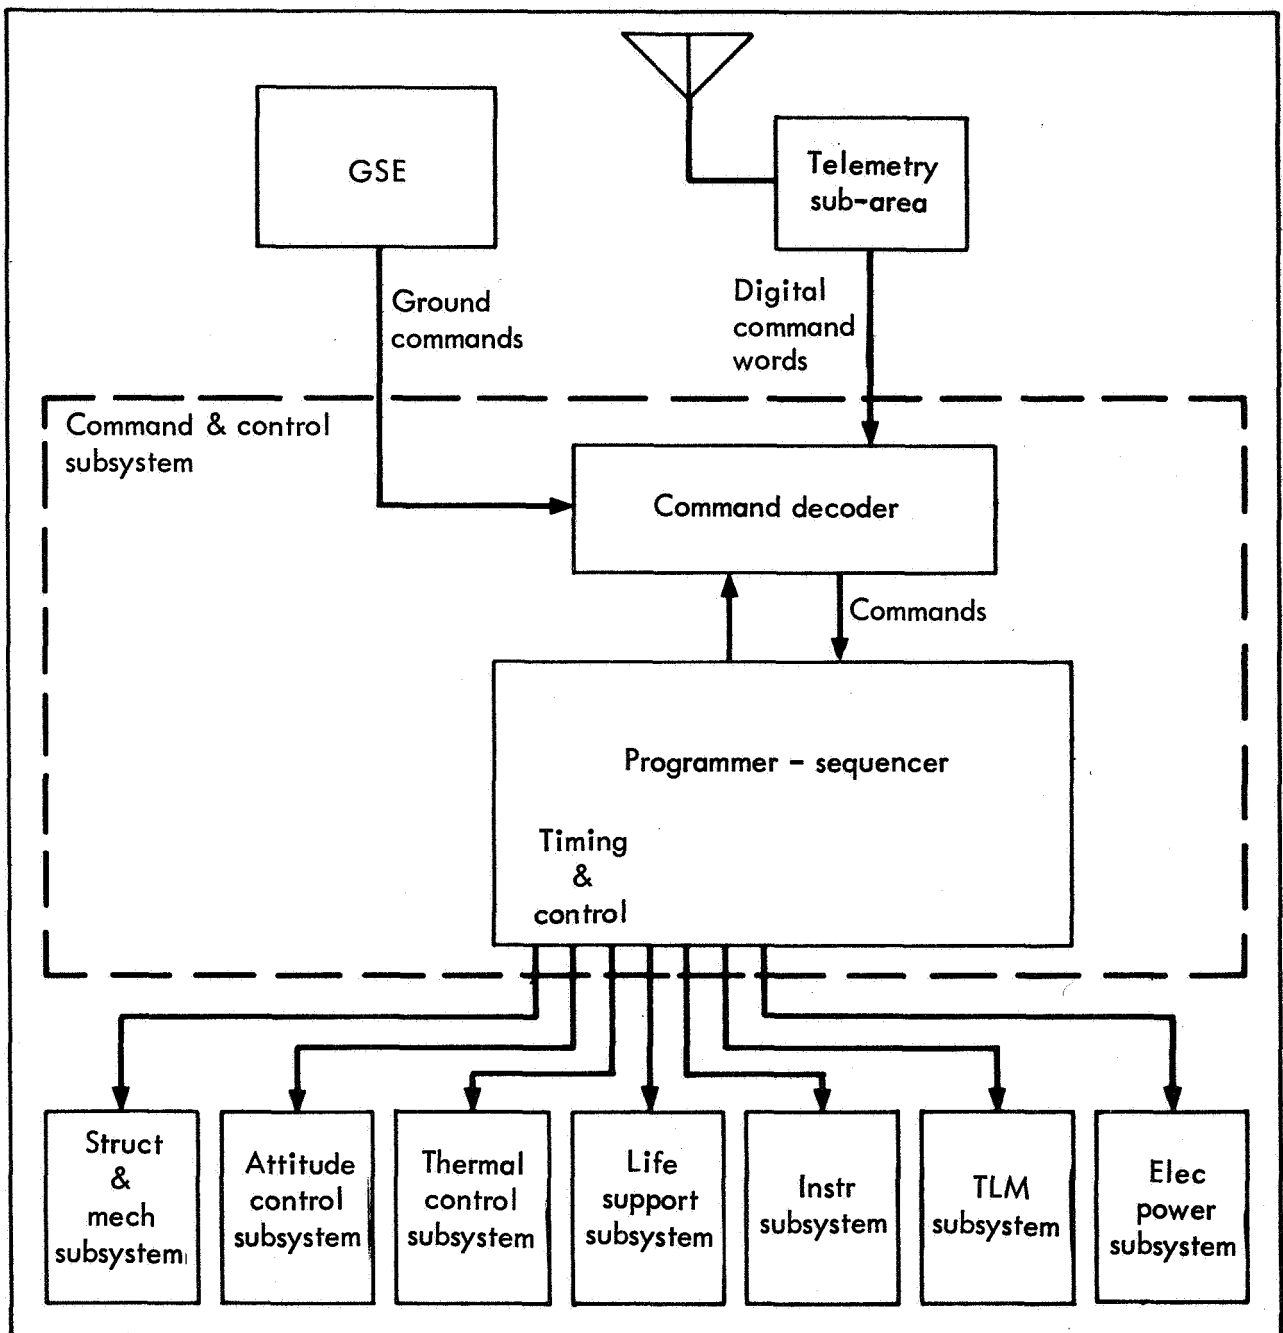 GSE
Telemetry
sub-area
Ground
commands
Digital
command
words
Command & control
subsystem
Command decoder
Commands
Programmer - sequencer
Timing
&
control
Struct
&
mech
subsystem
Attitude
control
subsystem
Thermal
control
subsystem
Life
support
subsystem
Instr
subsystem
TLM
subsystem
Elec
power
subsystem